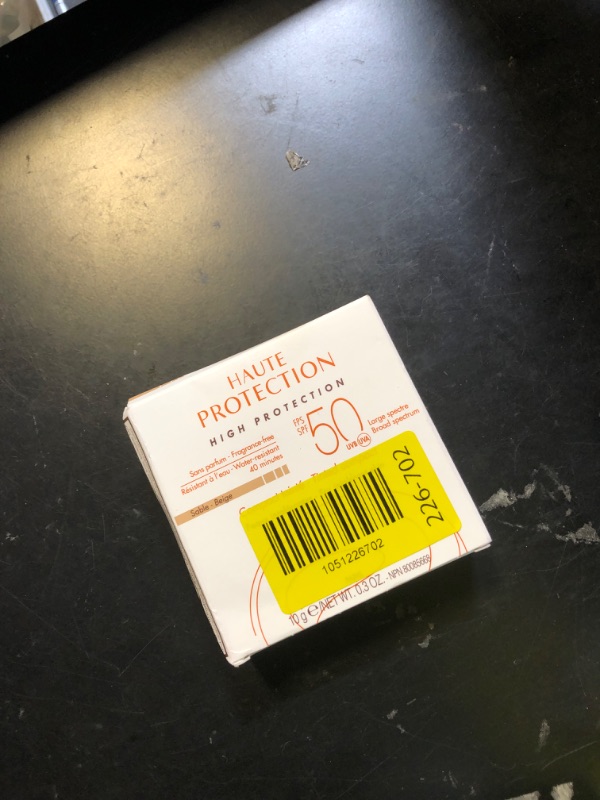 HAUTE
PROTECTION
HIGH PROTECTION
Sans parfum - Fragrance free
Résistant à l'eau - Water-resistant
40 minutes
FPS
SPF
50
UVB UVA
Large spectre
Broad spectrum
Sable - Beige
1051226702
226-702
10 g e NET WT. 0.3 OZ. - NPN